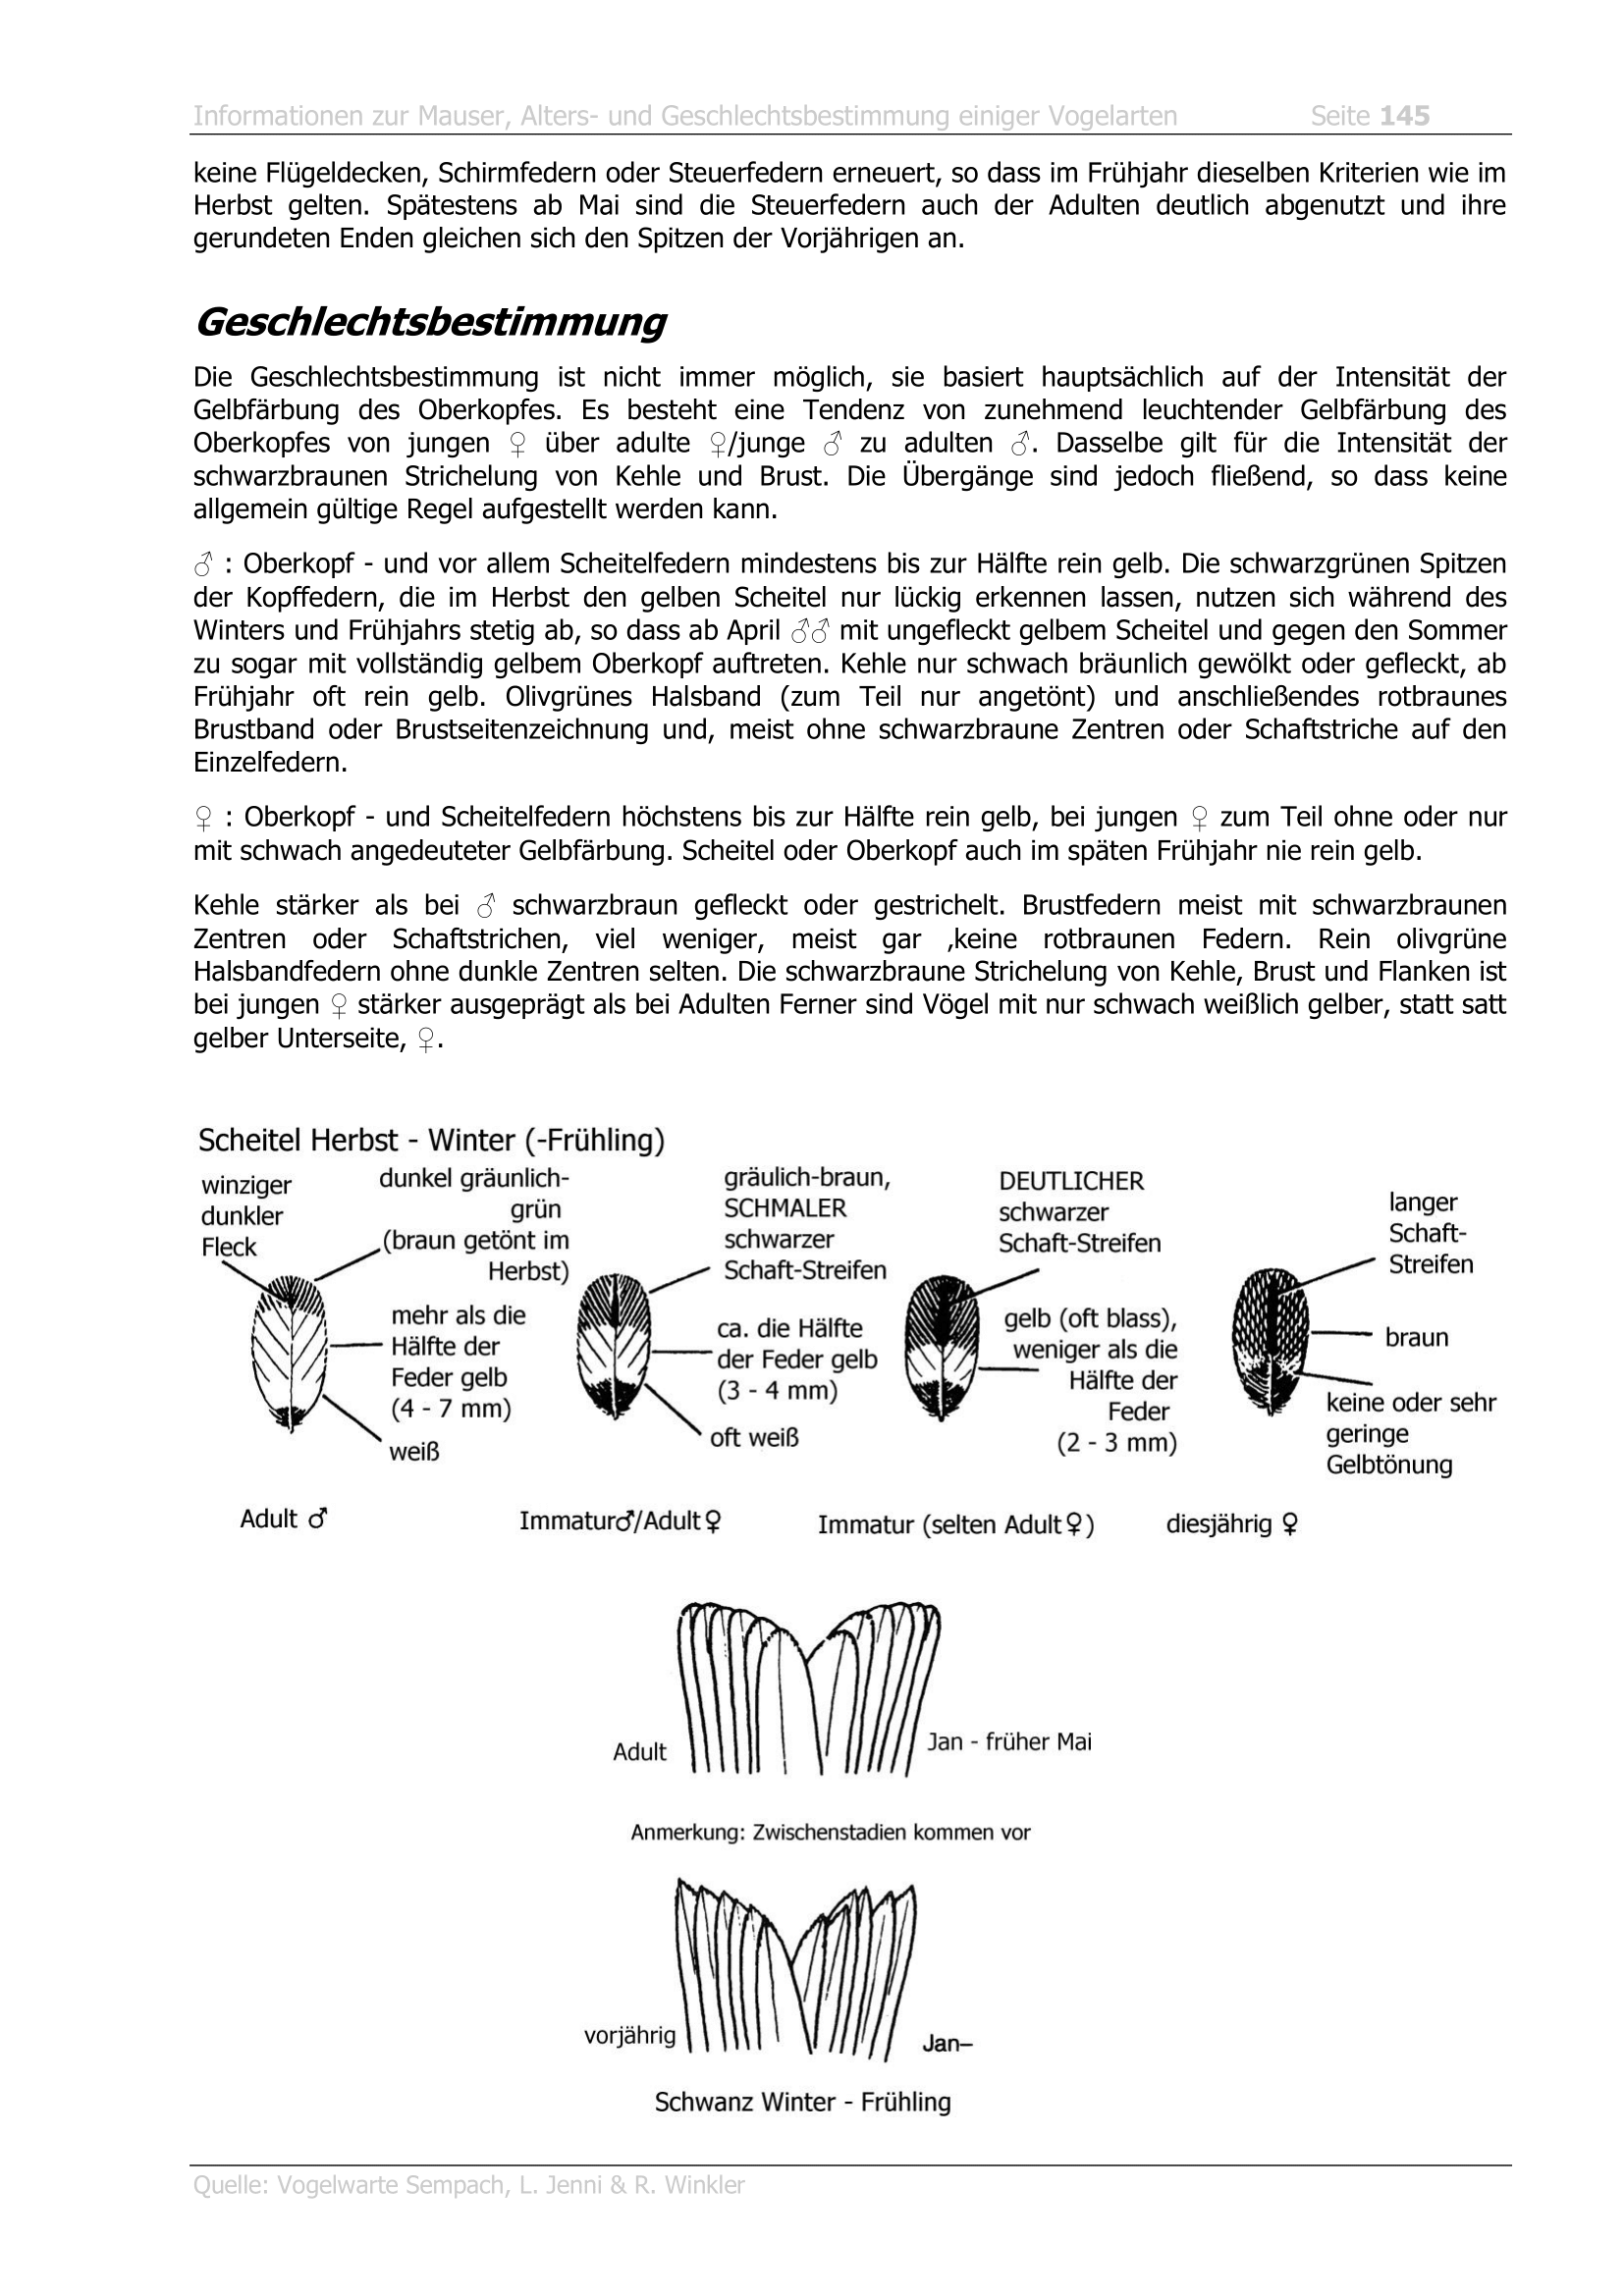 Informationen zur Mauser, Alters- und Geschlechtsbestimmung einiger Vogelarten Seite 145
keine Flügeldecken, Schirmfedern oder Steuerfedern erneuert, so dass im Frühjahr dieselben Kriterien wie im
Herbst gelten. Spätestens ab Mai sind die Steuerfedern auch der Adulten deutlich abgenutzt und ihre
gerundeten Enden gleichen sich den Spitzen der Vorjährigen an.
Geschlechtsbestimmung
Die Geschlechtsbestimmung ist nicht immer möglich, sie basiert hauptsächlich auf der Intensität der
Gelbfärbung des Oberkopfes. Es besteht eine Tendenz von zunehmend leuchtender Gelbfärbung des
Oberkopfes von jungen ♀ über adulte ♀/junge ♂ zu adulten ♂. Dasselbe gilt für die Intensität der
schwarzbraunen Strichelung von Kehle und Brust. Die Übergänge sind jedoch fließend, so dass keine
allgemein gültige Regel aufgestellt werden kann.
♂ : Oberkopf - und vor allem Scheitelfedern mindestens bis zur Hälfte rein gelb. Die schwarzgrünen Spitzen
der Kopffedern, die im Herbst den gelben Scheitel nur lückig erkennen lassen, nutzen sich während des
Winters und Frühjahrs stetig ab, so dass ab April ♂♂ mit ungefleckt gelbem Scheitel und gegen den Sommer
zu sogar mit vollständig gelbem Oberkopf auftreten. Kehle nur schwach bräunlich gewölkt oder gefleckt, ab
Frühjahr oft rein gelb. Olivgrünes Halsband (zum Teil nur angetönt) und anschließendes rotbraunes
Brustband oder Brustseitenzeichnung und, meist ohne schwarzbraune Zentren oder Schaftstriche auf den
Einzelfedern.
♀ : Oberkopf - und Scheitelfedern höchstens bis zur Hälfte rein gelb, bei jungen ♀ zum Teil ohne oder nur
mit schwach angedeuteter Gelbfärbung. Scheitel oder Oberkopf auch im späten Frühjahr nie rein gelb.
Kehle stärker als bei ♂ schwarzbraun gefleckt oder gestrichelt. Brustfedern meist mit schwarzbraunen
Zentren oder Schaftstrichen, viel weniger, meist gar ,keine rotbraunen Federn. Rein olivgrüne
Halsbandfedern ohne dunkle Zentren selten. Die schwarzbraune Strichelung von Kehle, Brust und Flanken ist
bei jungen ♀ stärker ausgeprägt als bei Adulten Ferner sind Vögel mit nur schwach weißlich gelber, statt satt
gelber Unterseite, ♀.
Scheitel Herbst - Winter (-Frühling)
winziger
dunkler
Fleck
dunkel gräunlich-
grün
(braun getönt im
Herbst)
mehr als die
Hälfte der
Feder gelb
(4 - 7 mm)
weiß
gräulich-braun,
SCHMALER
schwarzer
Schaft-Streifen
ca. die Hälfte
der Feder gelb
(3 - 4 mm)
oft weiß
DEUTLICHER
schwarzer
Schaft-Streifen
gelb (oft blass),
weniger als die
Hälfte der
Feder
(2 - 3 mm)
langer
Schaft-
Streifen
braun
keine oder sehr
geringe
Gelbtönung
Adult ♂
Immatur♂/Adult♀
Immatur (selten Adult♀)
diesjährig ♀
Adult
Jan - früher Mai
Anmerkung: Zwischenstadien kommen vor
vorjährig
Jan–
Schwanz Winter - Frühling
Quelle: Vogelwarte Sempach, L. Jenni & R. Winkler